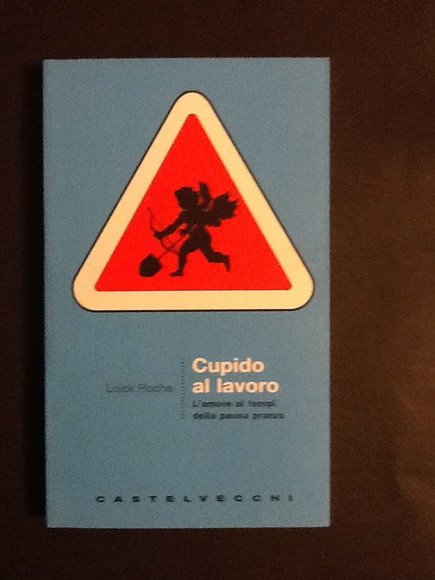 Cupido
al lavoro
Loick Roche
L'amore ai tempi
della pausa pranzo
CASTELVECCHI